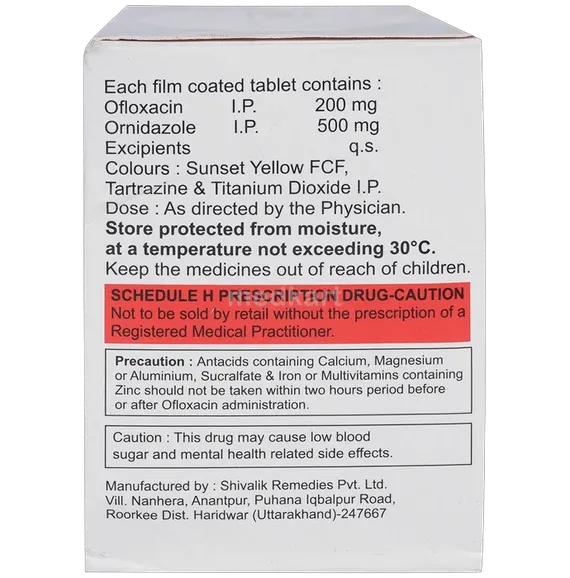 Each film coated tablet contains :
Ofloxacin I.P. 200 mg
Ornidazole I.P. 500 mg
Excipients q.s.
Colours : Sunset Yellow FCF,
Tartrazine & Titanium Dioxide I.P.
Dose : As directed by the Physician.
Store protected from moisture,
at a temperature not exceeding 30°C.
Keep the medicines out of reach of children.
medkart
SCHEDULE H PRESCRIPTION DRUG-CAUTION
Not to be sold by retail without the prescription of a
Registered Medical Practitioner.
Precaution : Antacids containing Calcium, Magnesium
or Aluminium, Sucralfate & Iron or Multivitamins containing
Zinc should not be taken within two hours period before
or after Ofloxacin administration.
Caution : This drug may cause low blood
sugar and mental health related side effects.
Manufactured by : Shivalik Remedies Pvt. Ltd.
Vill. Nanhera, Anantpur, Puhana Iqbalpur Road,
Roorkee Dist. Haridwar (Uttarakhand)-247667